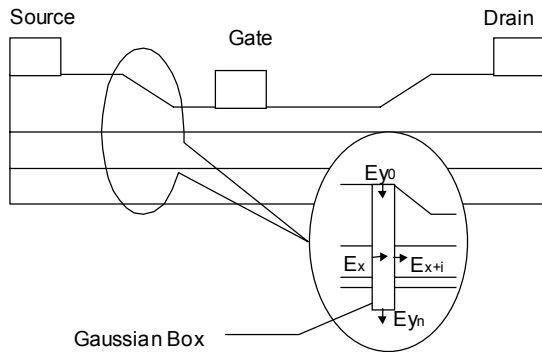 Source
Drain
Gate
Ey0
Ex
Ex+i
Eyn
Gaussian Box